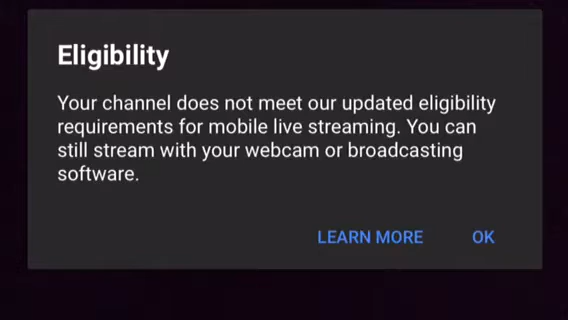 Eligibility
Your channel does not meet our updated eligibility
requirements for mobile live streaming. You can
still stream with your webcam or broadcasting
software.
LEARN MORE OK